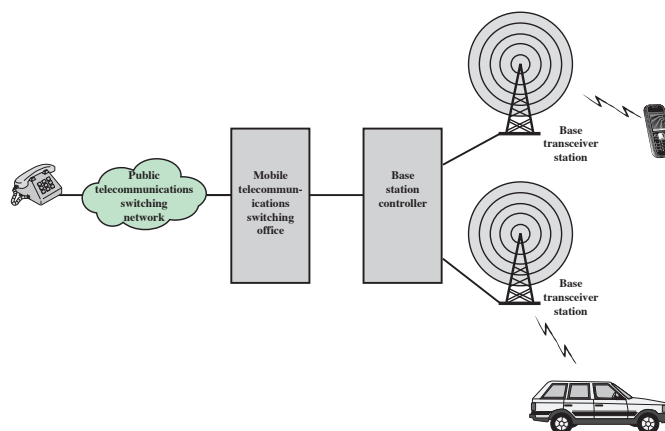 Public
telecommunications
switching
network
Mobile
telecommun-
ications
switching
office
Base
station
controller
Base
transceiver
station
Base
transceiver
station